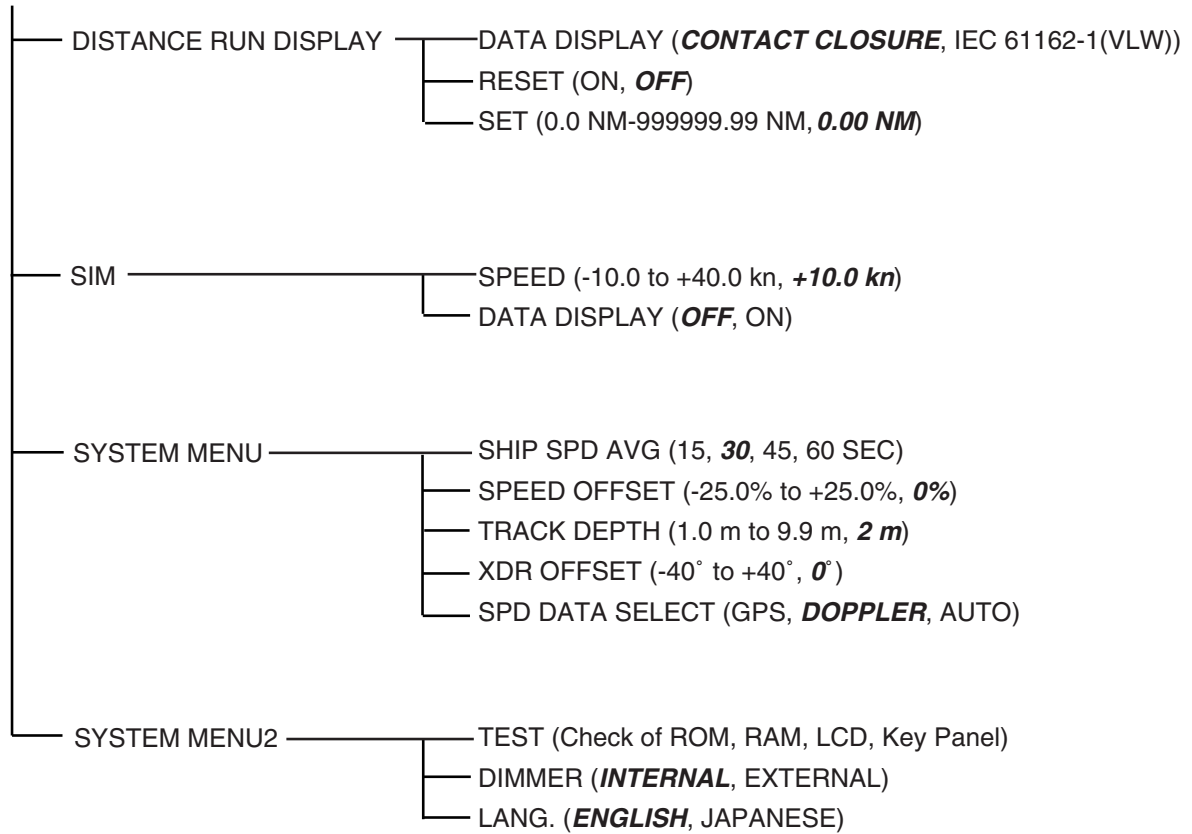 DISTANCE RUN DISPLAY DATA DISPLAY (CONTACT CLOSURE, IEC 61162-1(VLW))
RESET (ON, OFF)
SET (0.0 NM-999999.99 NM, 0.00 NM)
SIM SPEED (-10.0 to +40.0 kn, +10.0 kn)
DATA DISPLAY (OFF, ON)
SYSTEM MENU SHIP SPD AVG (15, 30, 45, 60 SEC)
SPEED OFFSET (-25.0% to +25.0%, 0%)
TRACK DEPTH (1.0 m to 9.9 m, 2 m)
XDR OFFSET (-40˚ to +40˚, 0˚)
SPD DATA SELECT (GPS, DOPPLER, AUTO)
SYSTEM MENU2 TEST (Check of ROM, RAM, LCD, Key Panel)
DIMMER (INTERNAL, EXTERNAL)
LANG. (ENGLISH, JAPANESE)